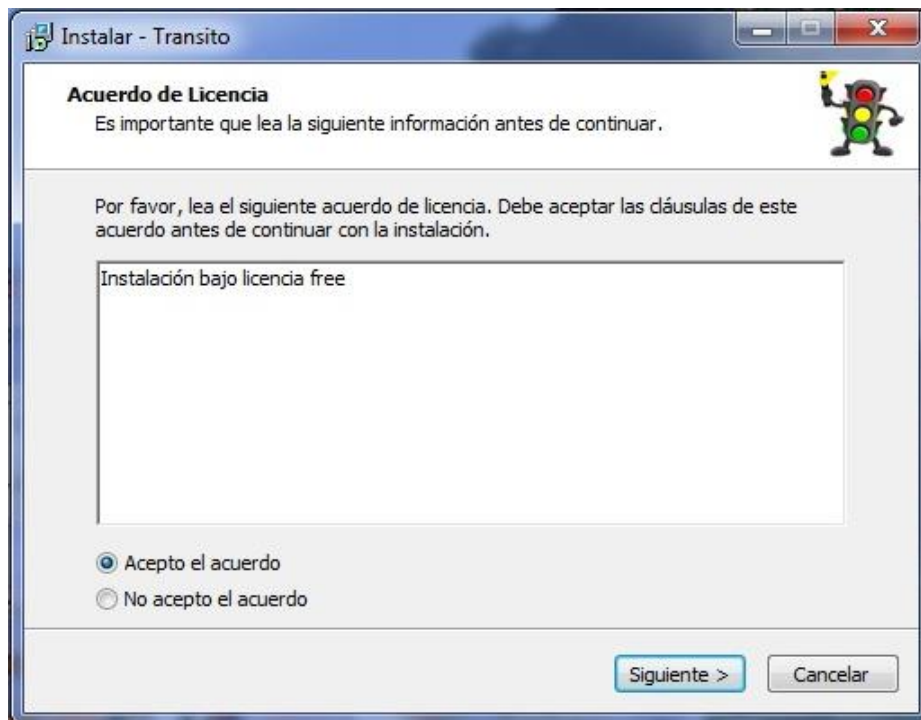 Instalar - Transito
Acuerdo de Licencia
Es importante que lea la siguiente información antes de continuar.
Por favor, lea el siguiente acuerdo de licencia. Debe aceptar las cláusulas de este
acuerdo antes de continuar con la instalación.
Instalación bajo licencia free
Acepto el acuerdo
No acepto el acuerdo
Siguiente >
Cancelar